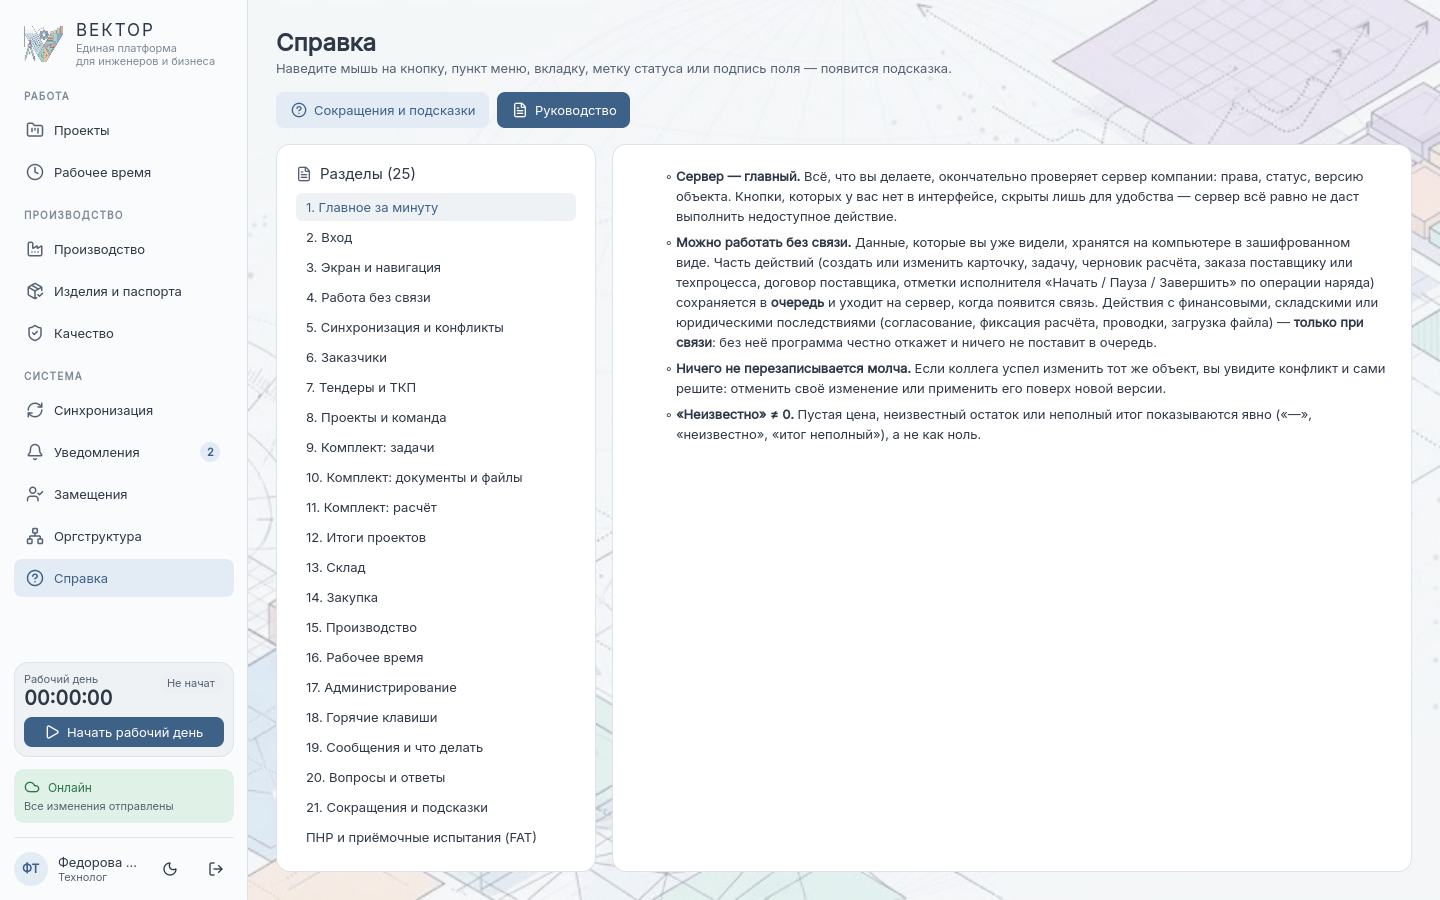 ВЕКТОР
Единая платформа
для инженеров и бизнеса
РАБОТА
Проекты
Рабочее время
ПРОИЗВОДСТВО
Производство
Изделия и паспорта
Качество
СИСТЕМА
Синхронизация
Уведомления 2
Замещения
Оргструктура
Справка
Рабочий день
Не начат
00:00:00
Начать рабочий день
Онлайн
Все изменения отправлены
ФТ
Федорова ...
Технолог
Справка
Наведите мышь на кнопку, пункт меню, вкладку, метку статуса или подпись поля — появится подсказка.
Сокращения и подсказки
Руководство
Разделы (25)
1. Главное за минуту
2. Вход
3. Экран и навигация
4. Работа без связи
5. Синхронизация и конфликты
6. Заказчики
7. Тендеры и ТКП
8. Проекты и команда
9. Комплект: задачи
10. Комплект: документы и файлы
11. Комплект: расчёт
12. Итоги проектов
13. Склад
14. Закупка
15. Производство
16. Рабочее время
17. Администрирование
18. Горячие клавиши
19. Сообщения и что делать
20. Вопросы и ответы
21. Сокращения и подсказки
ПНР и приёмочные испытания (FAT)
◦ Сервер — главный. Всё, что вы делаете, окончательно проверяет сервер компании: права, статус, версию
объекта. Кнопки, которых у вас нет в интерфейсе, скрыты лишь для удобства — сервер всё равно не даст
выполнить недоступное действие.
◦ Можно работать без связи. Данные, которые вы уже видели, хранятся на компьютере в зашифрованном
виде. Часть действий (создать или изменить карточку, задачу, черновик расчёта, заказа поставщику или
техпроцесса, договор поставщика, отметки исполнителя «Начать / Пауза / Завершить» по операции наряда)
сохраняется в очередь и уходит на сервер, когда появится связь. Действия с финансовыми, складскими или
юридическими последствиями (согласование, фиксация расчёта, проводки, загрузка файла) — только при
связи: без неё программа честно откажет и ничего не поставит в очередь.
◦ Ничего не перезаписывается молча. Если коллега успел изменить тот же объект, вы увидите конфликт и сами
решите: отменить своё изменение или применить его поверх новой версии.
◦ «Неизвестно» ≠ 0. Пустая цена, неизвестный остаток или неполный итог показываются явно («—»,
«неизвестно», «итог неполный»), а не как ноль.